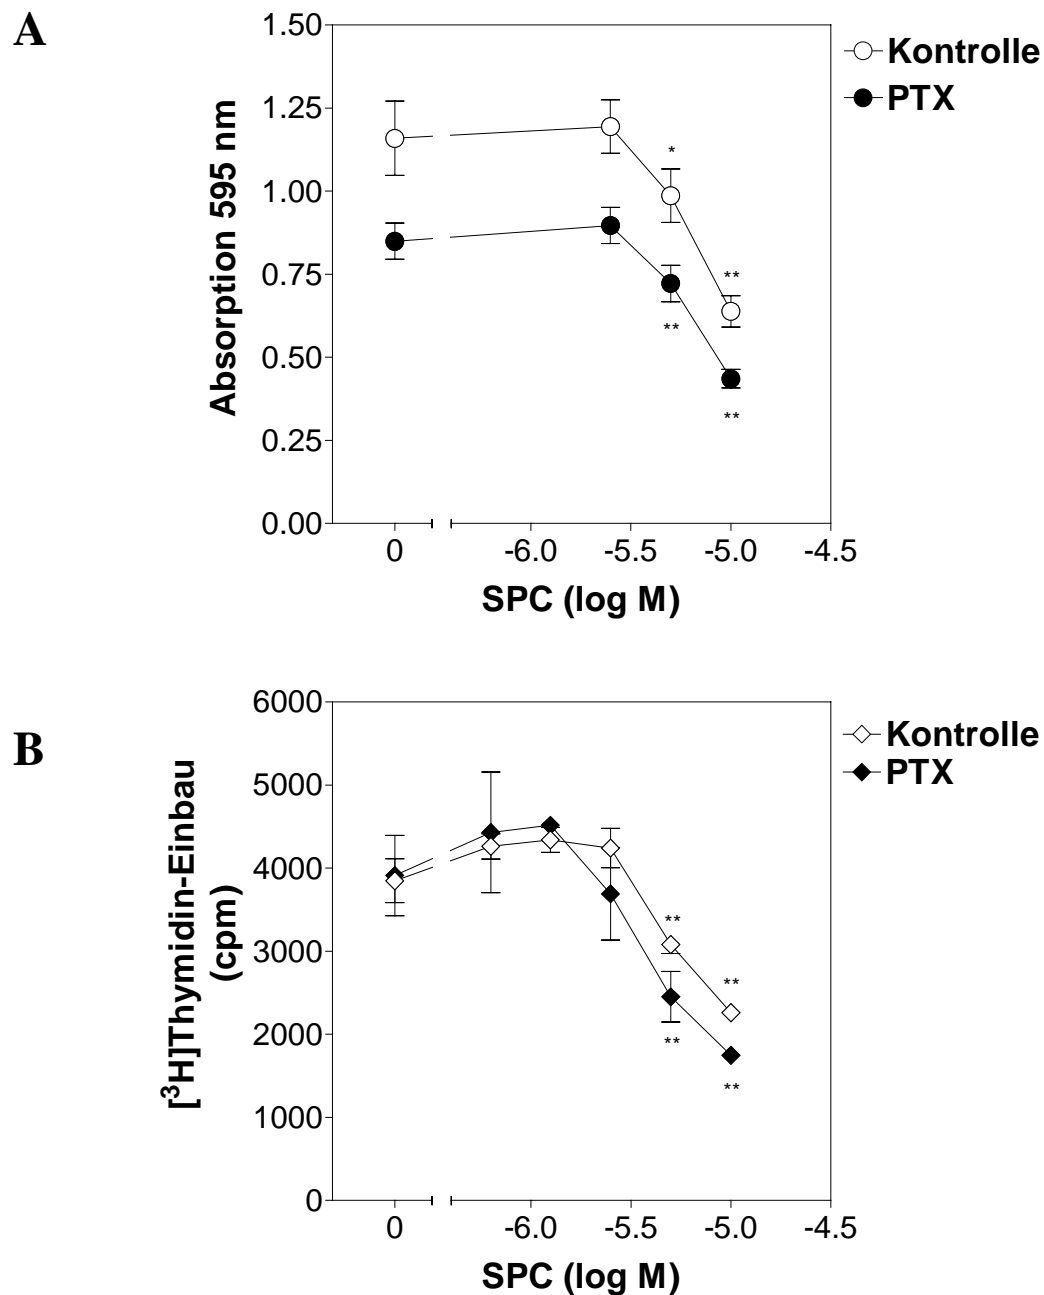 A
1.50
1.25
1.00
0.75
0.50
0.25
0.00
Absorption 595 nm
Kontrolle
PTX
*
**
**
**
0 -6.0 -5.5 -5.0 -4.5
SPC (log M)
B
6000
5000
4000
3000
2000
1000
0
[³H]Thymidin-Einbau
(cpm)
Kontrolle
PTX
**
**
**
**
0 -6.0 -5.5 -5.0 -4.5
SPC (log M)